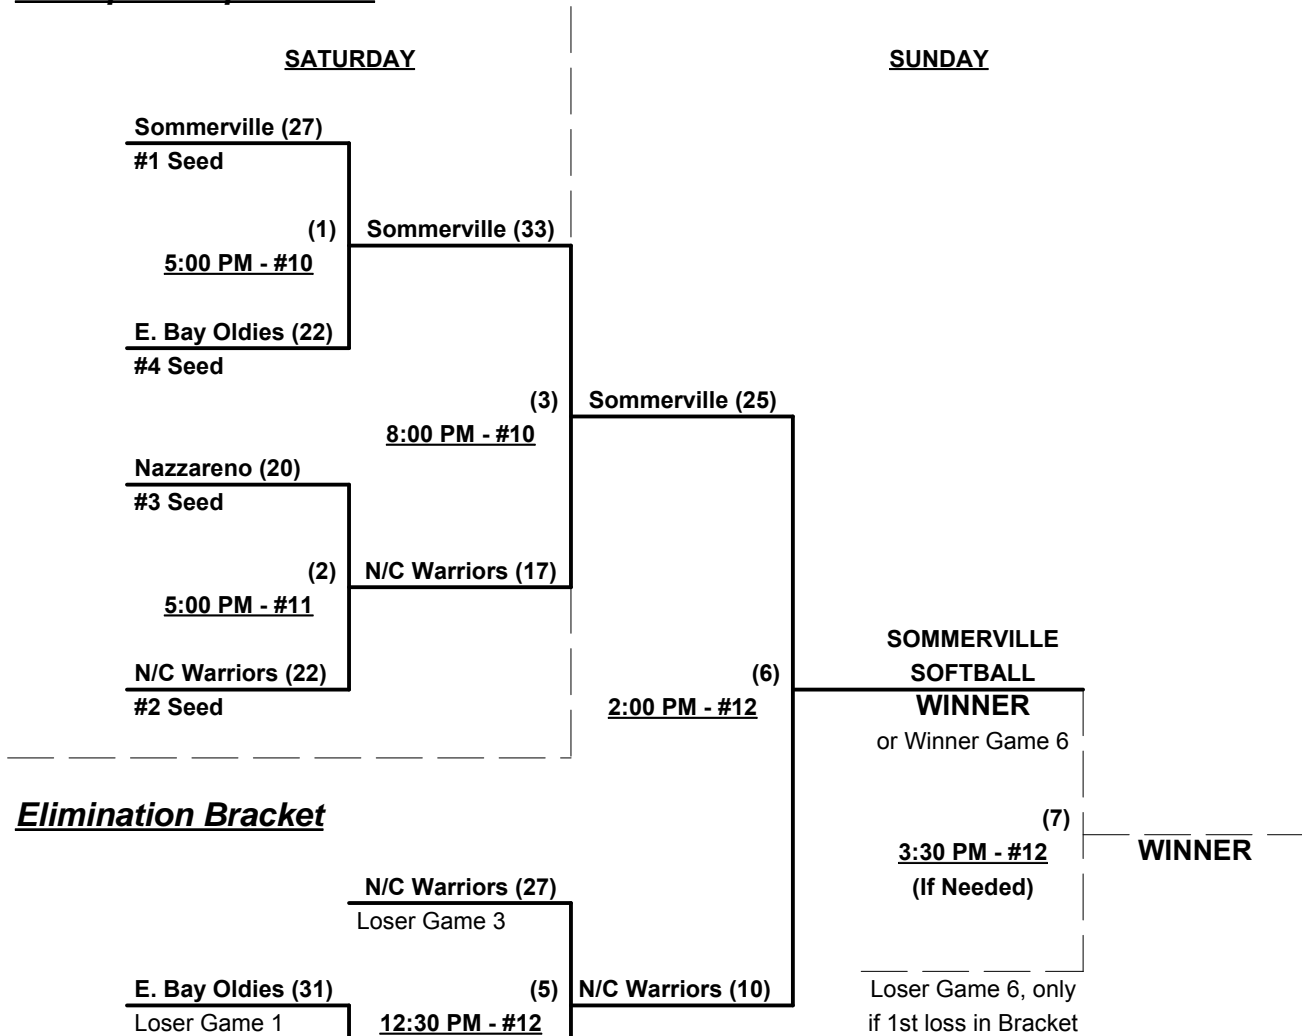 SATURDAY
SUNDAY
Sommerville (27)
#1 Seed
(1)
Sommerville (33)
5:00 PM - #10
E. Bay Oldies (22)
#4 Seed
(3)
Sommerville (25)
8:00 PM - #10
Nazzareno (20)
#3 Seed
(2)
N/C Warriors (17)
5:00 PM - #11
N/C Warriors (22)
#2 Seed
(6)
2:00 PM - #12
SOMMERVILLE
SOFTBALL
WINNER
or Winner Game 6
Elimination Bracket
(7)
3:30 PM - #12
(If Needed)
WINNER
N/C Warriors (27)
Loser Game 3
E. Bay Oldies (31)
Loser Game 1
(5)
12:30 PM - #12
N/C Warriors (10)
Loser Game 6, only
if 1st loss in Bracket